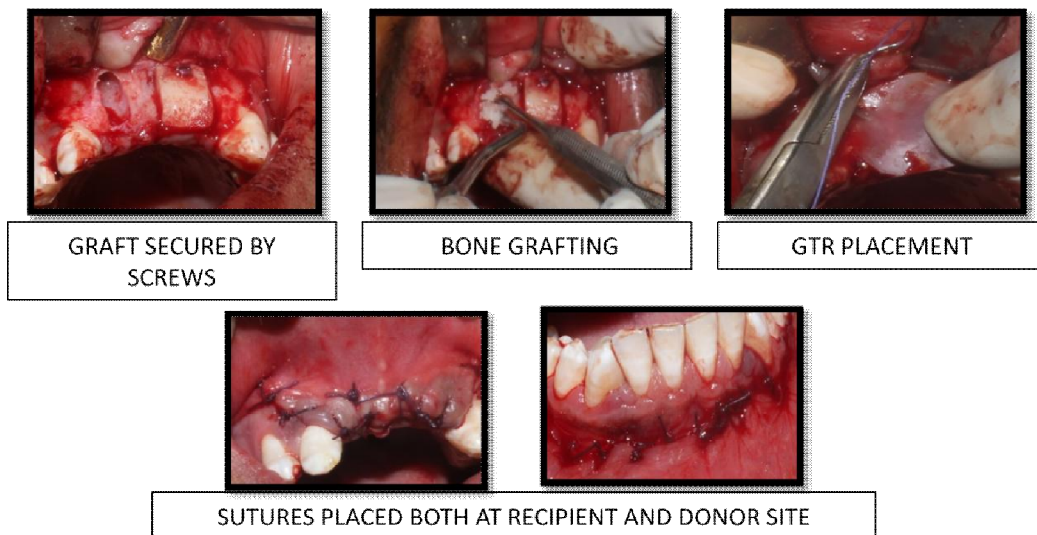 GRAFT SECURED BY
SCREWS
BONE GRAFTING
GTR PLACEMENT
SUTURES PLACED BOTH AT RECIPIENT AND DONOR SITE